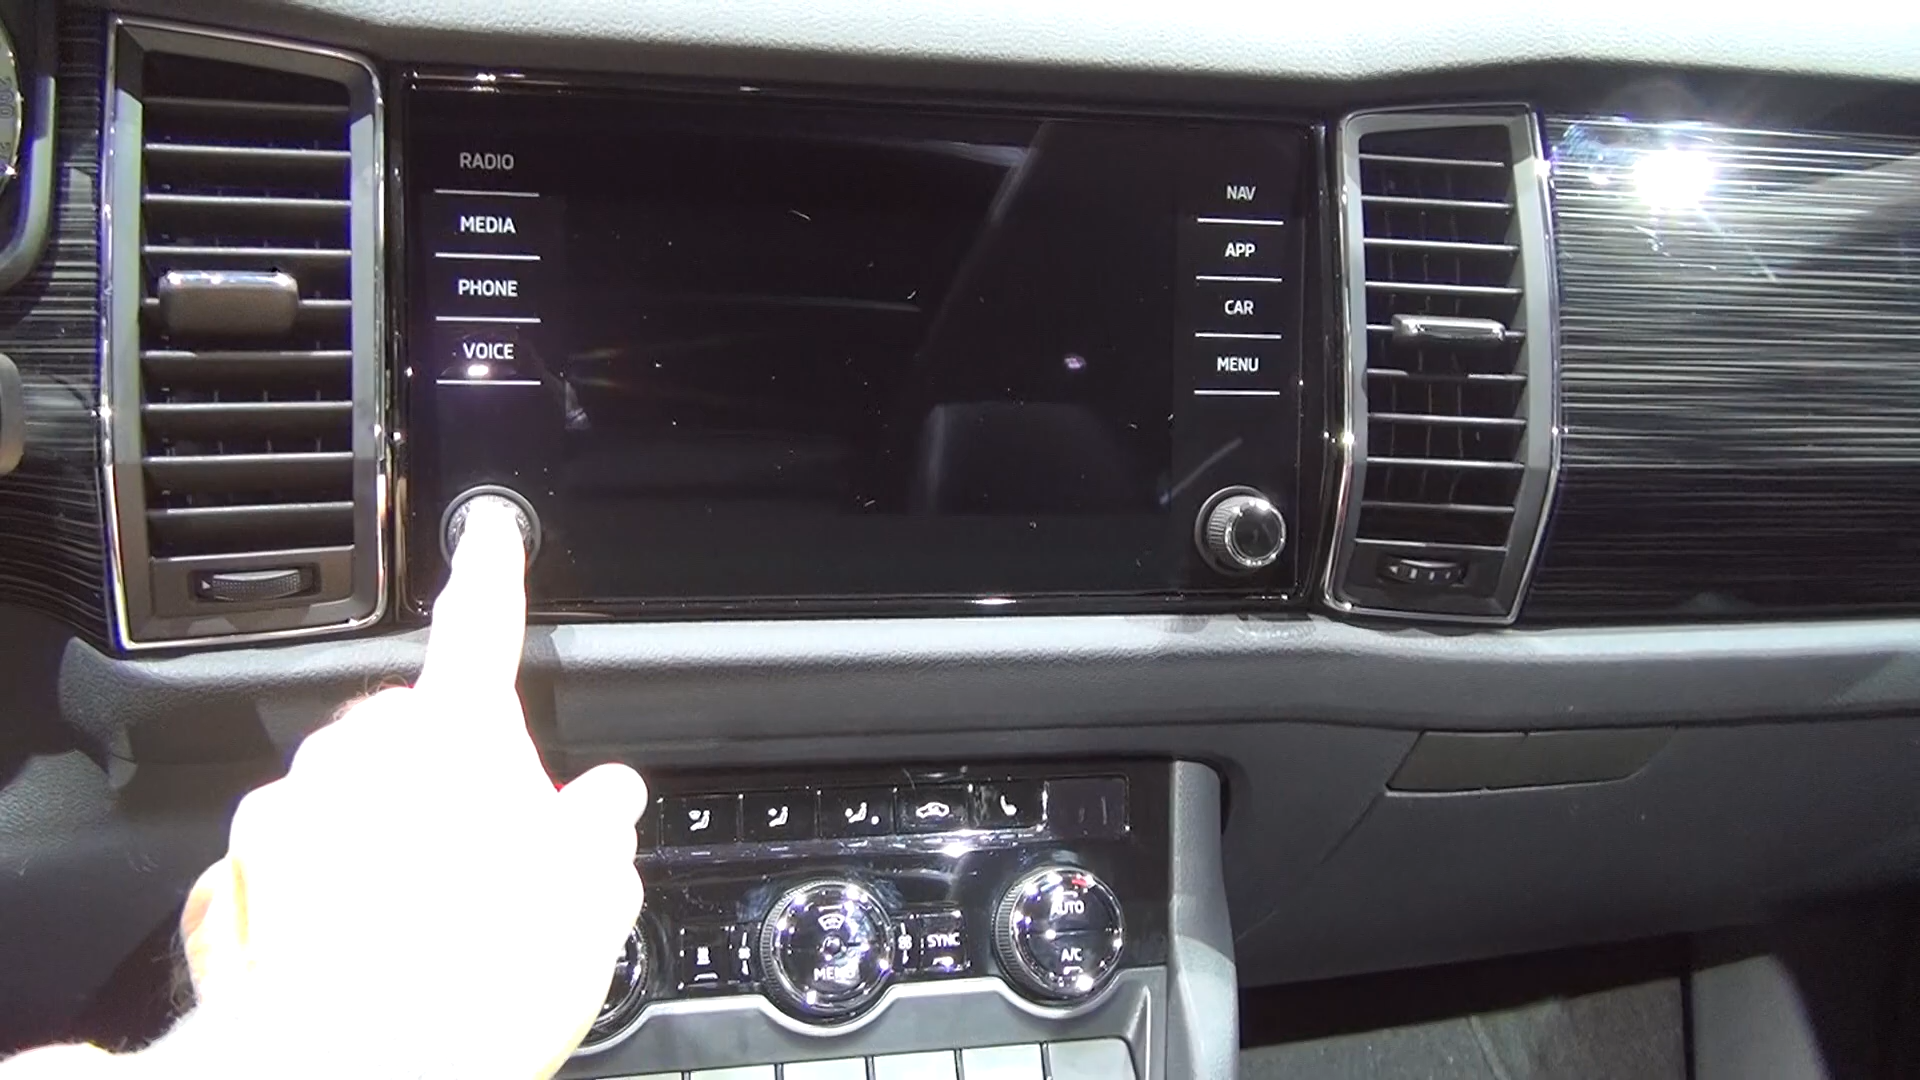 RADIO
MEDIA
PHONE
VOICE
NAV
APP
CAR
MENU
SYNC
AUTO
A/C
MENU